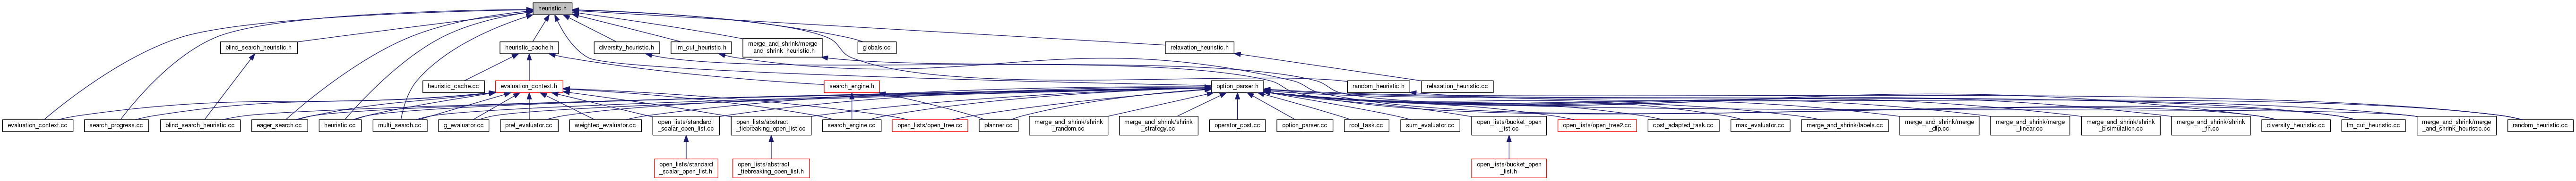 heuristic.h
blind_search_heuristic.h
heuristic_cache.h
diversity_heuristic.h
lm_cut_heuristic.h
merge_and_shrink/merge
_and_shrink_heuristic.h
globals.cc
relaxation_heuristic.h
heuristic_cache.cc
evaluation_context.h
search_engine.h
option_parser.h
random_heuristic.h
relaxation_heuristic.cc
evaluation_context.cc
search_progress.cc
blind_search_heuristic.cc
eager_search.cc
heuristic.cc
multi_search.cc
g_evaluator.cc
pref_evaluator.cc
weighted_evaluator.cc
open_lists/standard
_scalar_open_list.cc
open_lists/abstract
_tiebreaking_open_list.cc
search_engine.cc
open_lists/open_tree.cc
planner.cc
merge_and_shrink/shrink
_random.cc
merge_and_shrink/shrink
_strategy.cc
operator_cost.cc
option_parser.cc
root_task.cc
sum_evaluator.cc
open_lists/bucket_open
_list.cc
open_lists/open_tree2.cc
cost_adapted_task.cc
max_evaluator.cc
merge_and_shrink/labels.cc
merge_and_shrink/merge
_dfp.cc
merge_and_shrink/merge
_linear.cc
merge_and_shrink/shrink
_bisimulation.cc
merge_and_shrink/shrink
_fh.cc
diversity_heuristic.cc
lm_cut_heuristic.cc
merge_and_shrink/merge
_and_shrink_heuristic.cc
random_heuristic.cc
open_lists/standard
_scalar_open_list.h
open_lists/abstract
_tiebreaking_open_list.h
open_lists/bucket_open
_list.h